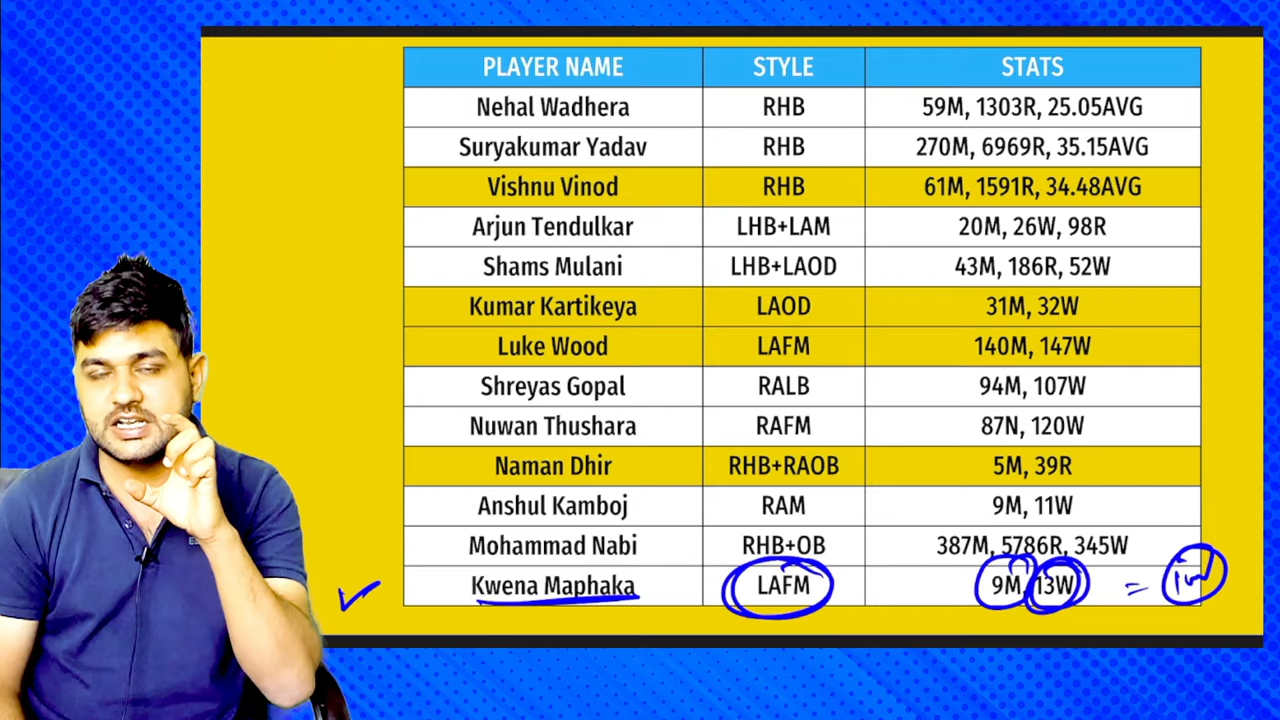 PLAYER NAME STYLE STATS
Nehal Wadhera RHB 59M, 1303R, 25.05AVG
Suryakumar Yadav RHB 270M, 6969R, 35.15AVG
Vishnu Vinod RHB 61M, 1591R, 34.48AVG
Arjun Tendulkar LHB+LAM 20M, 26W, 98R
Shams Mulani LHB+LAOD 43M, 186R, 52W
Kumar Kartikeya LAOD 31M, 32W
Luke Wood LAFM 140M, 147W
Shreyas Gopal RALB 94M, 107W
Nuwan Thushara RAFM 87N, 120W
Naman Dhir RHB+RAOB 5M, 39R
Anshul Kamboj RAM 9M, 11W
Mohammad Nabi RHB+OB 387M, 5786R, 345W
Kwena Maphaka LAFM 9M, 13W =